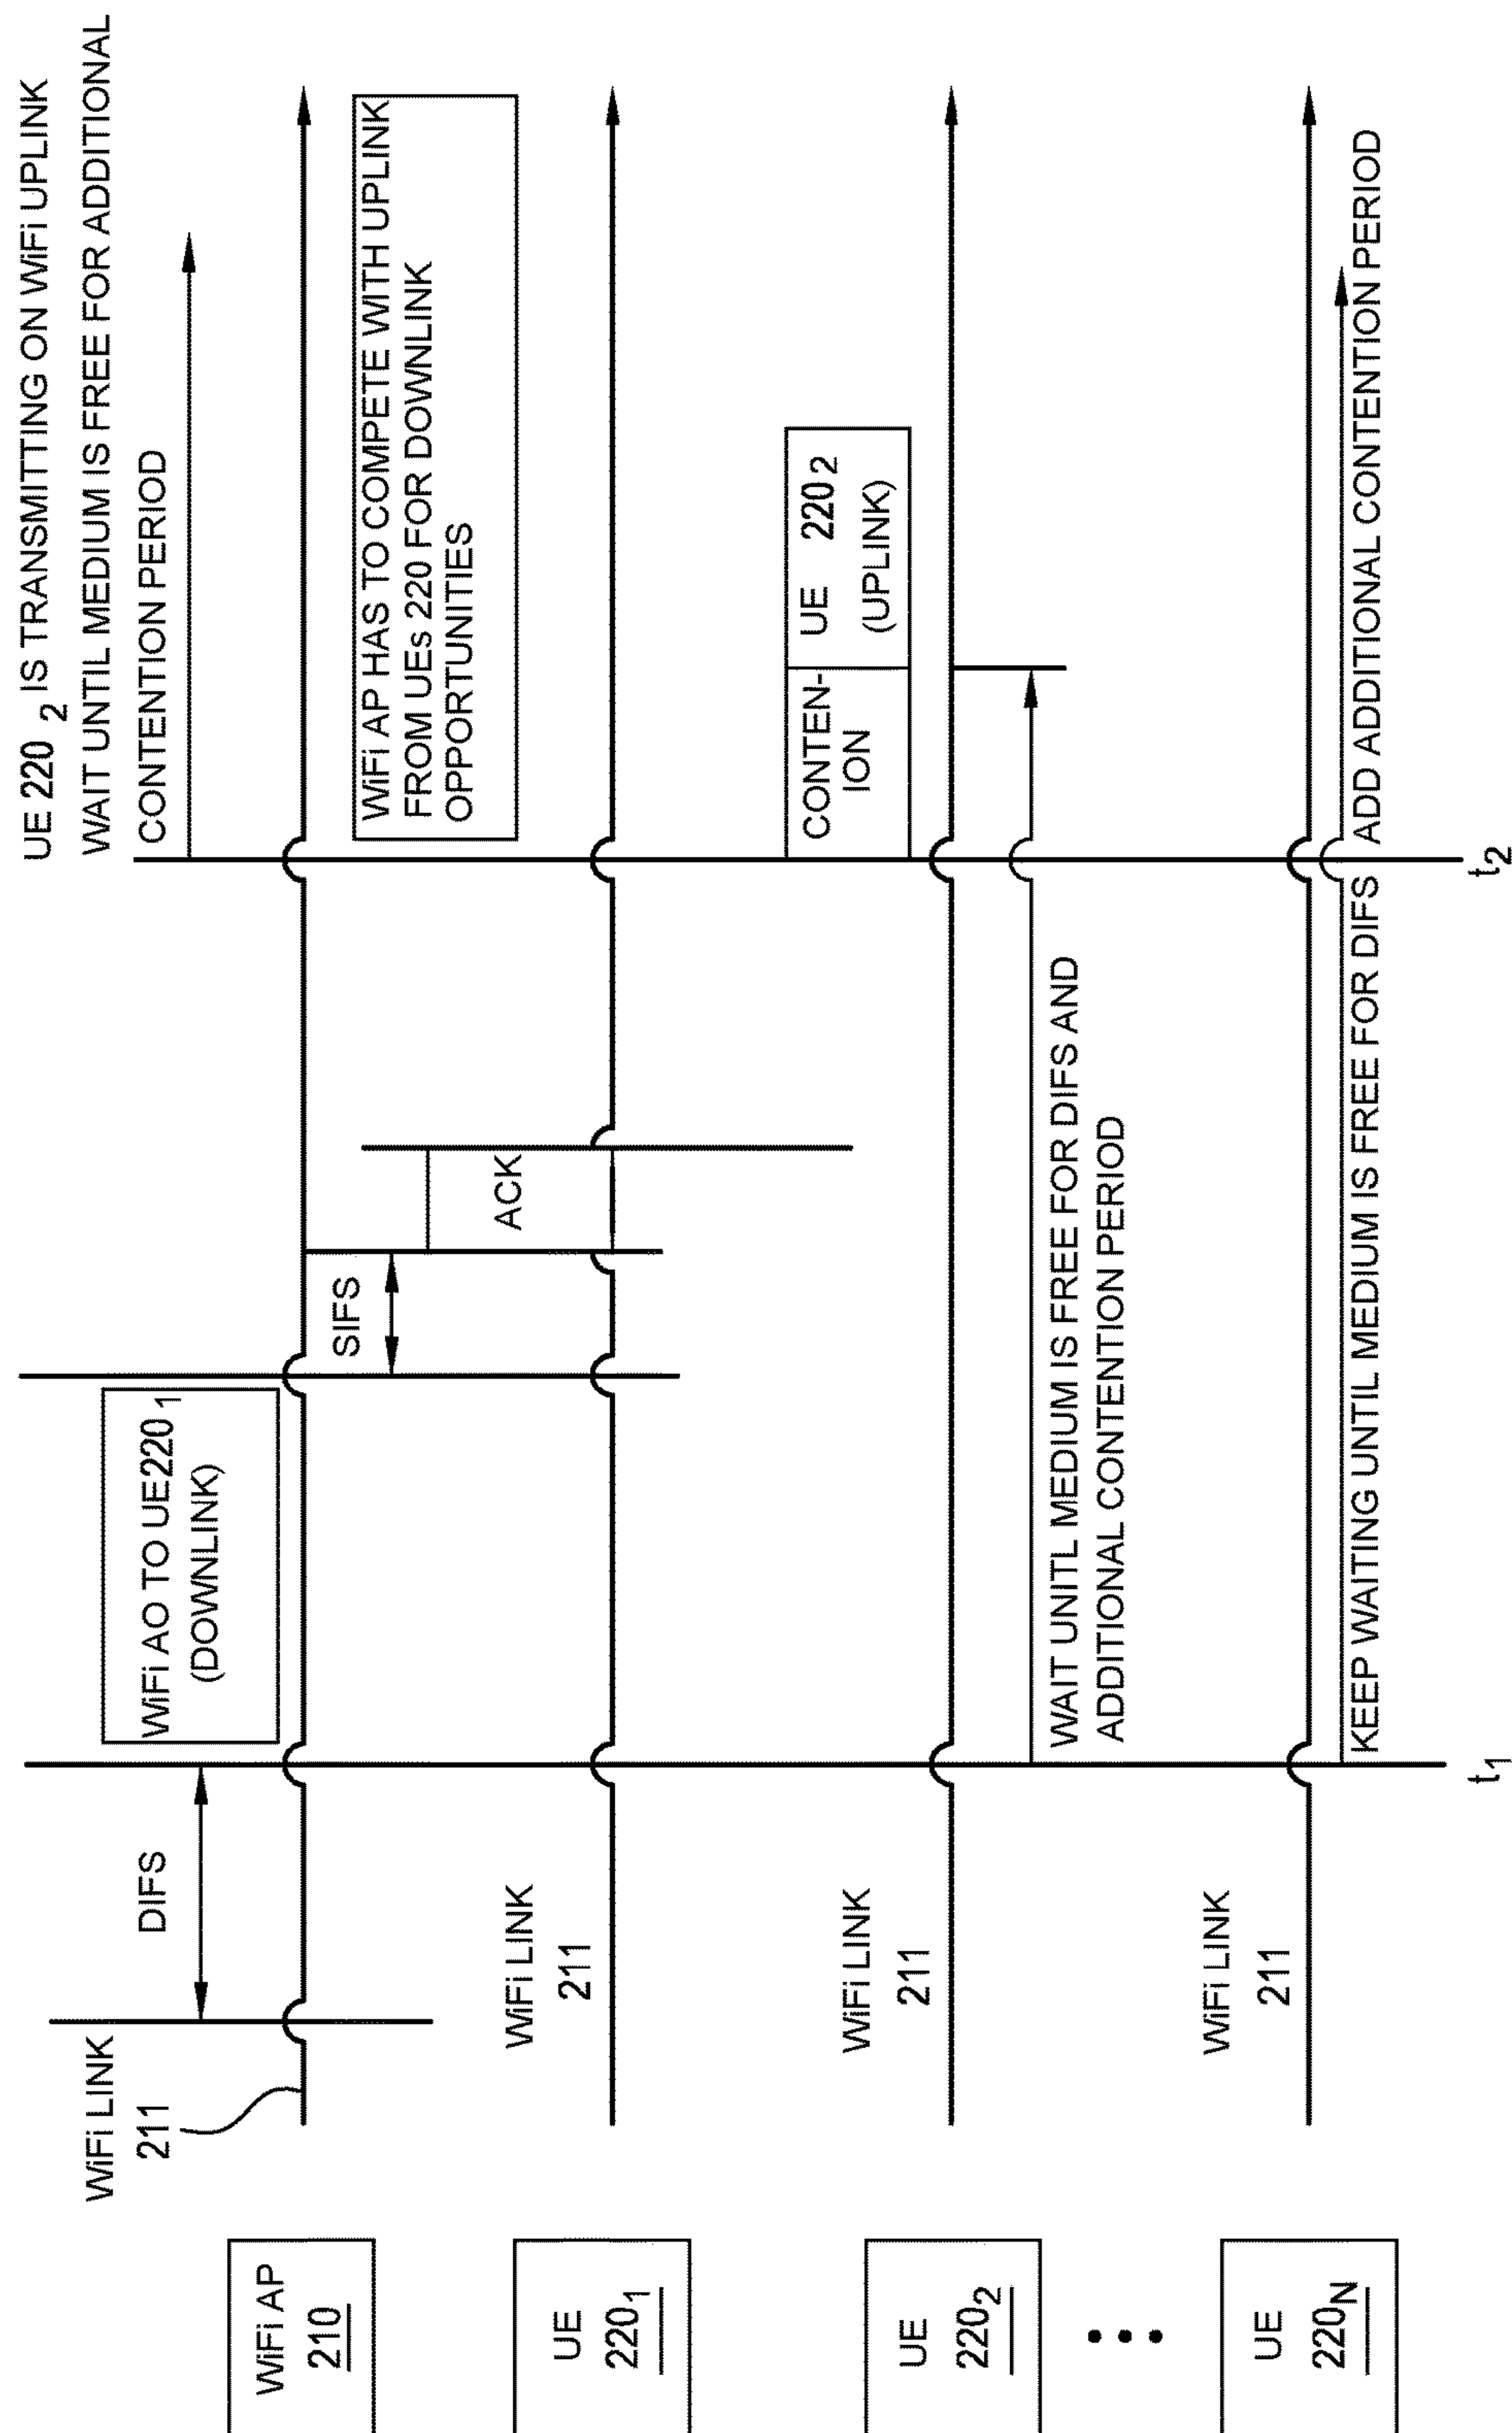 UE 220 2 IS TRANSMITTING ON WiFi UPLINK
WAIT UNTIL MEDIUM IS FREE FOR ADDITIONAL
CONTENTION PERIOD
WiFi LINK
211
DIFS
WiFi AO TO UE220 1
(DOWNLINK)
WiFi AP
210
SIFS
WiFi AP HAS TO COMPETE WITH UPLINK
FROM UEs 220 FOR DOWNLINK
OPPORTUNITIES
ACK
WiFi LINK
211
UE
220 1
CONTEN-
ION
UE 220 2
(UPLINK)
WiFi LINK
211
UE
220 2
WAIT UNITL MEDIUM IS FREE FOR DIFS AND
ADDITIONAL CONTENTION PERIOD
WiFi LINK
211
UE
220 N
KEEP WAITING UNTIL MEDIUM IS FREE FOR DIFS
ADD ADDITIONAL CONTENTION PERIOD
t1
t2